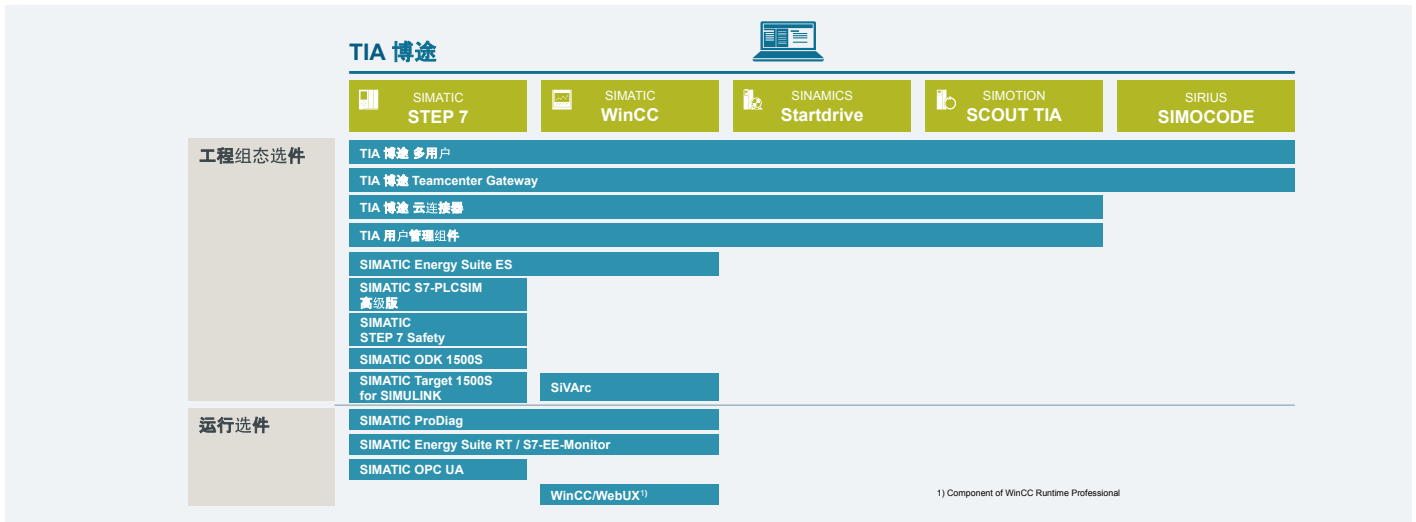 TIA 博途
SIMATIC
STEP 7
SIMATIC
WinCC
SINAMICS
Startdrive
SIMOTION
SCOUT TIA
SIRIUS
SIMOCODE
工程组态选件
TIA 博途 多用户
TIA 博途 Teamcenter Gateway
TIA 博途 云连接器
TIA 用户管理组件
SIMATIC Energy Suite ES
SIMATIC S7-PLCSIM
高级版
SIMATIC
STEP 7 Safety
SIMATIC ODK 1500S
SIMATIC Target 1500S
for SIMULINK
SiVArc
运行选件
SIMATIC ProDiag
SIMATIC Energy Suite RT / S7-EE-Monitor
SIMATIC OPC UA
WinCC/WebUX1)
1) Component of WinCC Runtime Professional